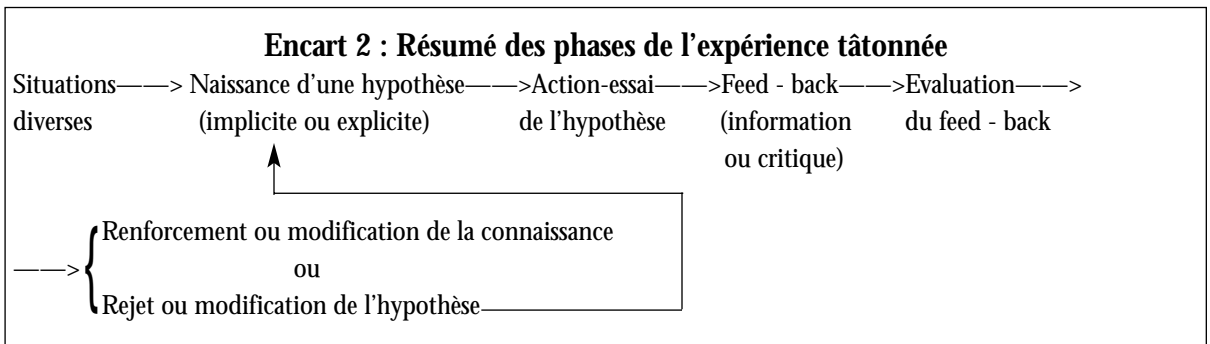 Encart 2 : Résumé des phases de l'expérience tâtonnée
Situations——> Naissance d'une hypothèse——>Action-essai——>Feed - back——>Evaluation——>
diverses (implicite ou explicite) de l'hypothèse (information du feed - back
ou critique)
Renforcement ou modification de la connaissance
——> { ou
Rejet ou modification de l'hypothèse